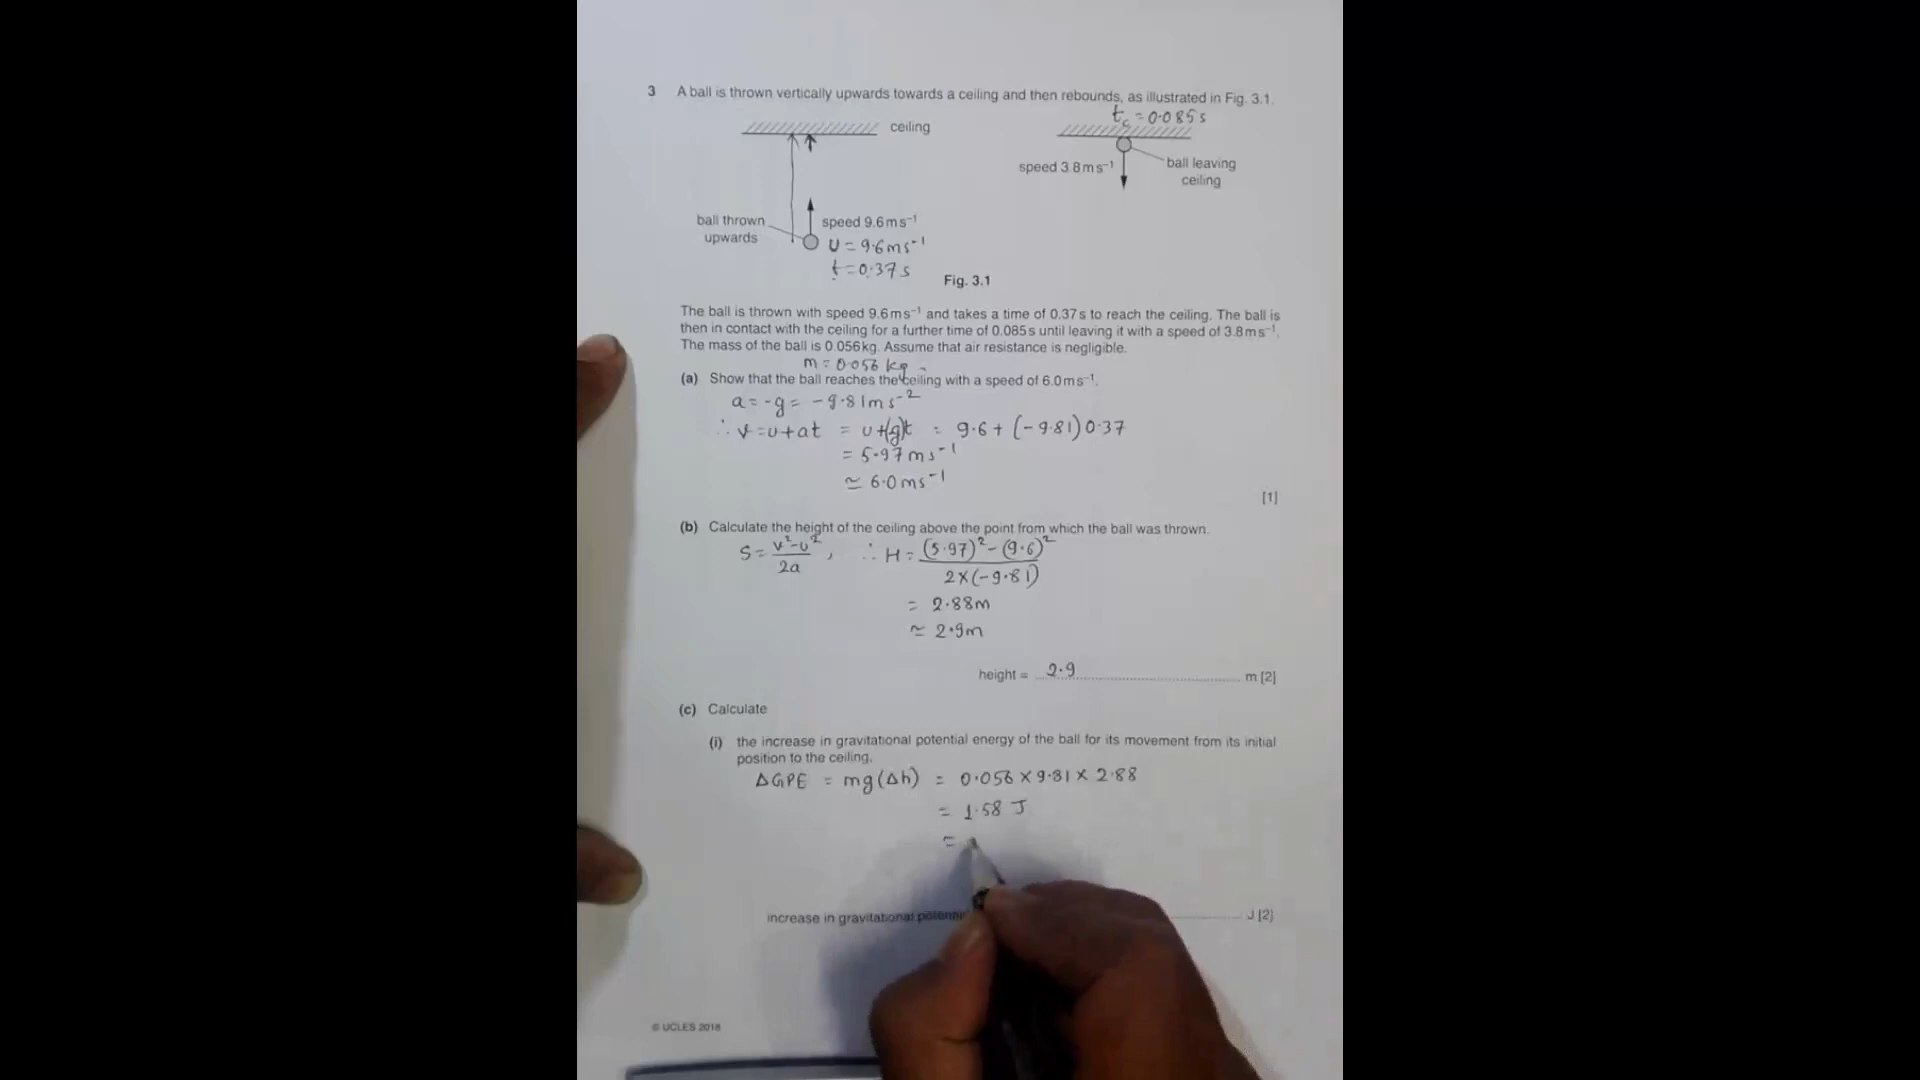 3 A ball is thrown vertically upwards towards a ceiling and then rebounds, as illustrated in Fig. 3.1.
t_c = 0.085 s
ceiling
speed 3.8 m s⁻¹
ball leaving
ceiling
ball thrown
upwards
speed 9.6 m s⁻¹
U = 9.6 m s⁻¹
t = 0.37 s
Fig. 3.1
The ball is thrown with speed 9.6 m s⁻¹ and takes a time of 0.37 s to reach the ceiling. The ball is
then in contact with the ceiling for a further time of 0.085 s until leaving it with a speed of 3.8 m s⁻¹.
The mass of the ball is 0.056 kg. Assume that air resistance is negligible.
m = 0.056 kg
(a) Show that the ball reaches the ceiling with a speed of 6.0 m s⁻¹.
a = -g = -9.81 m s⁻²
∴ v = u + at = u + (g)t = 9.6 + (-9.81) 0.37
= 5.97 m s⁻¹
≃ 6.0 m s⁻¹
[1]
(b) Calculate the height of the ceiling above the point from which the ball was thrown.
S = (v² - u²) / 2a , ∴ H = ((5.97)² - (9.6)²) / (2 × (-9.81))
= 2.88 m
≃ 2.9 m
height = 2.9 m [2]
(c) Calculate
(i) the increase in gravitational potential energy of the ball for its movement from its initial
position to the ceiling,
ΔGPE = mg(Δh) = 0.056 × 9.81 × 2.88
= 1.58 J
=
increase in gravitational J [2]
© UCLES 2018